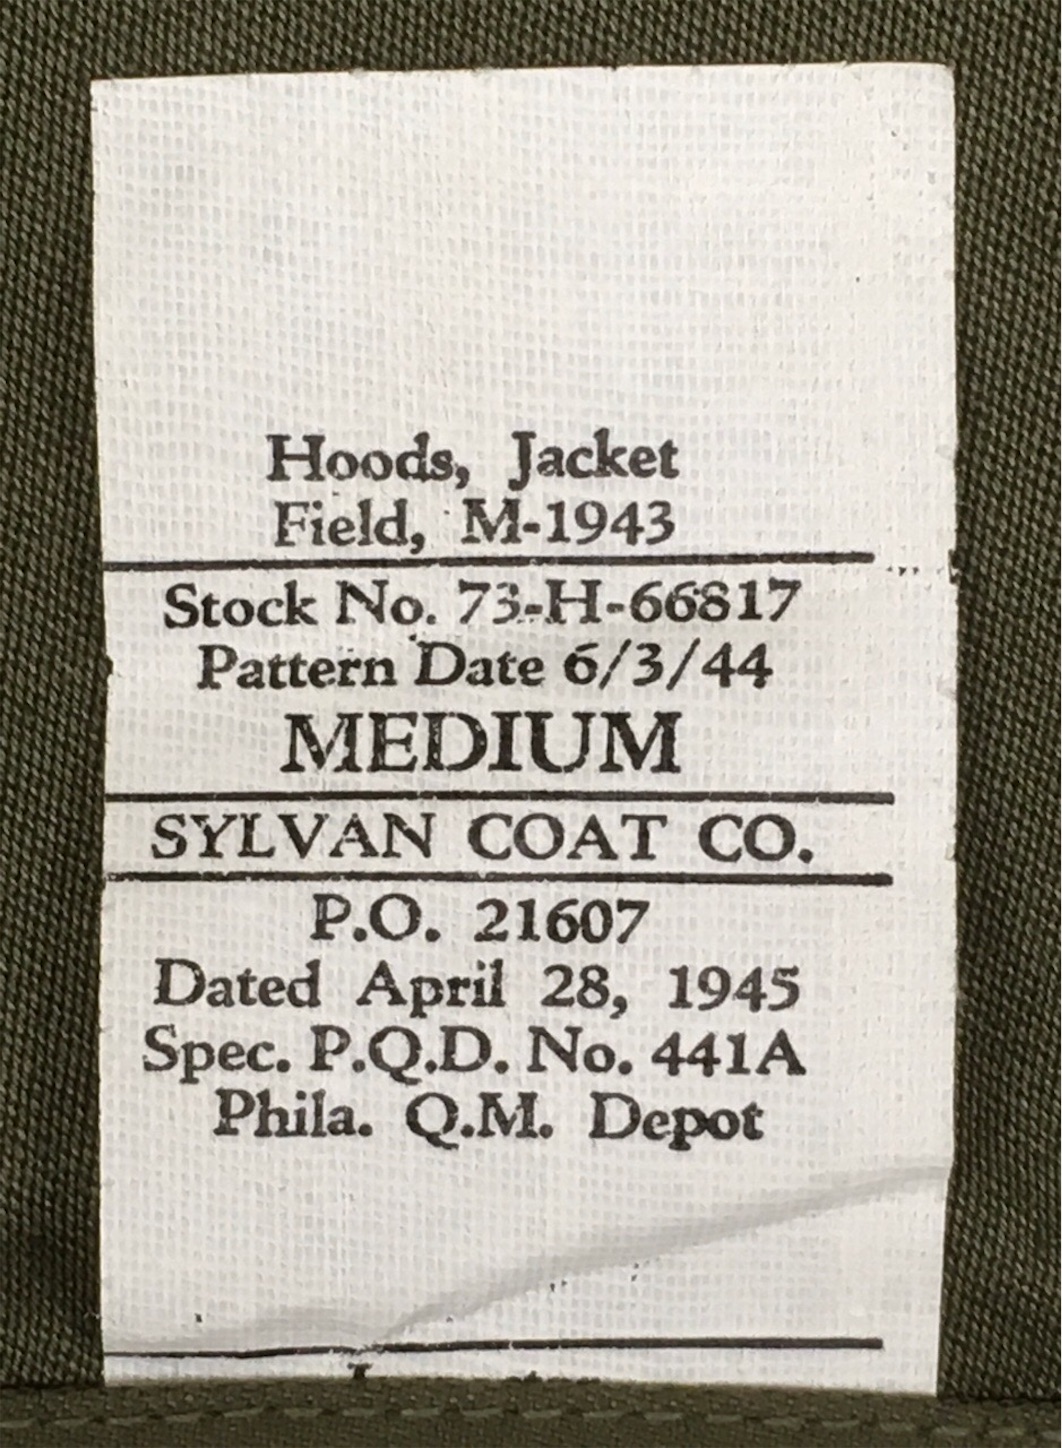 Hoods, Jacket
Field, M-1943
Stock No. 73-H-66817
Pattern Date 6/3/44
MEDIUM
SYLVAN COAT CO.
P.O. 21607
Dated April 28, 1945
Spec. P.Q.D. No. 441A
Phila. Q.M. Depot